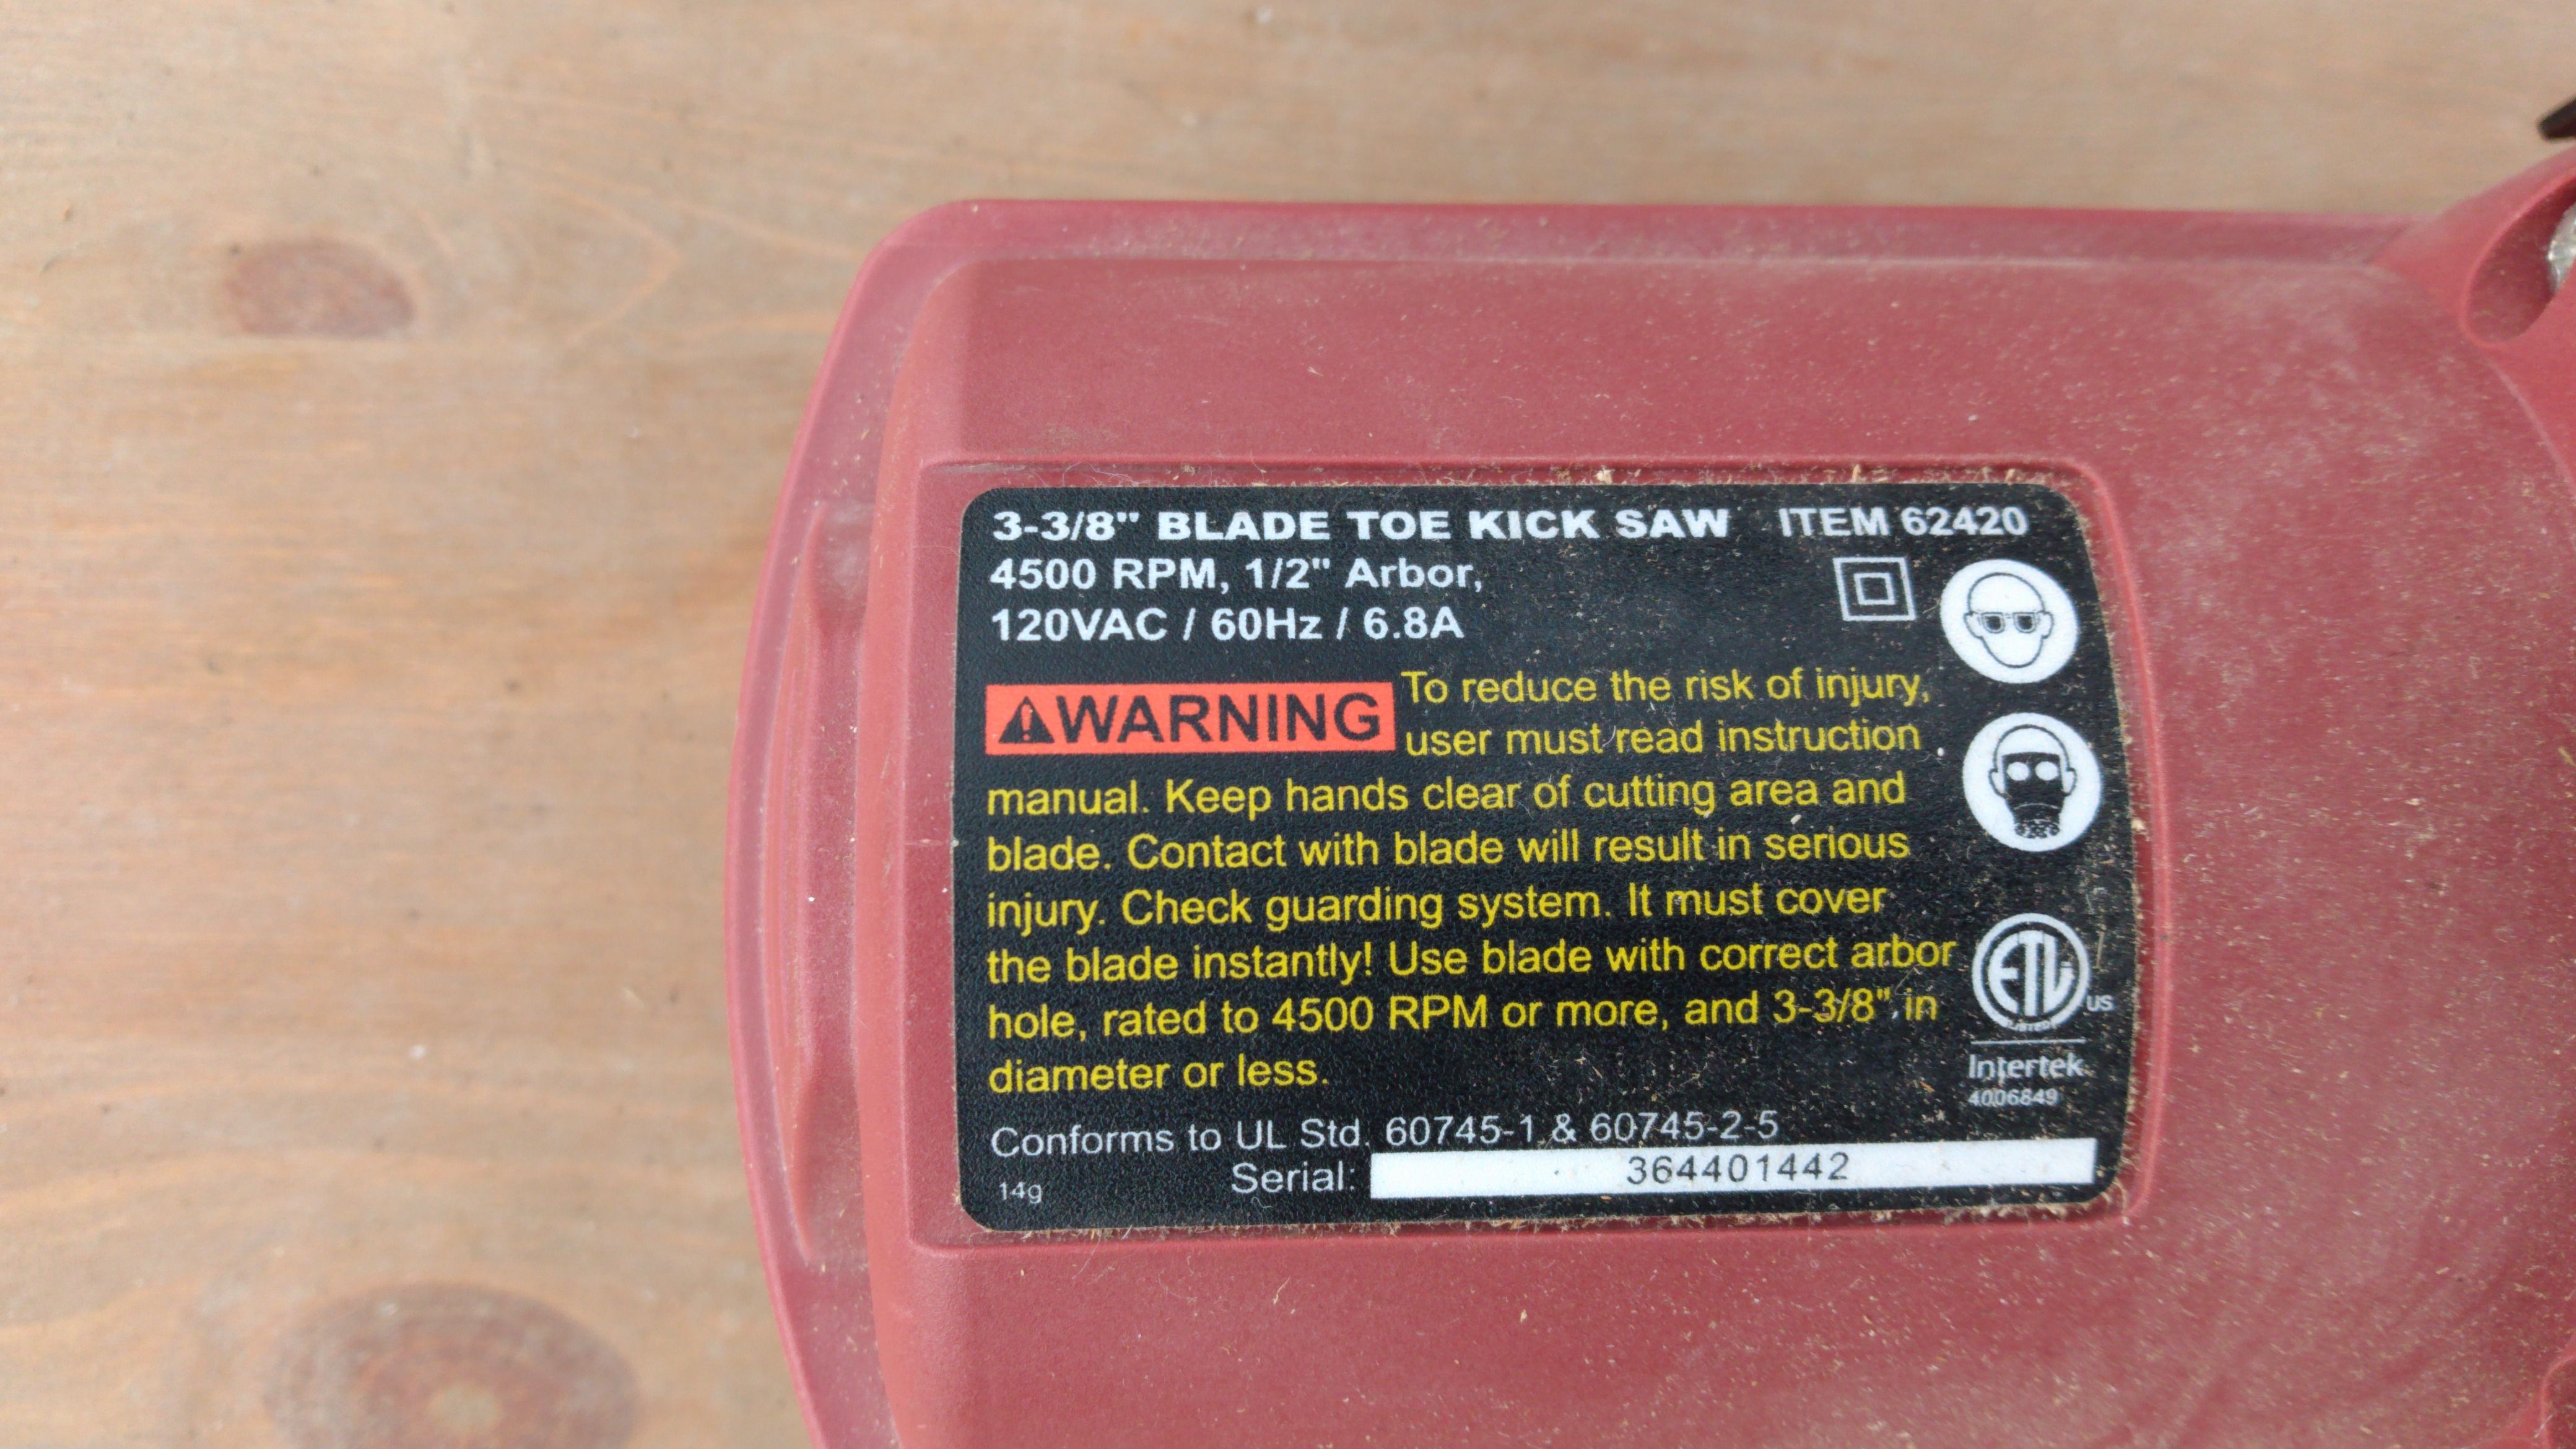 3-3/8" BLADE TOE KICK SAW ITEM 62420
4500 RPM, 1/2" Arbor,
120VAC / 60Hz / 6.8A
WARNING To reduce the risk of injury,
user must read instruction
manual. Keep hands clear of cutting area and
blade. Contact with blade will result in serious
injury. Check guarding system. It must cover
the blade instantly! Use blade with correct arbor
hole, rated to 4500 RPM or more, and 3-3/8" in
diameter or less.
ETL US
LISTED
Intertek
4006849
Conforms to UL Std. 60745-1 & 60745-2-5
14g Serial: 364401442